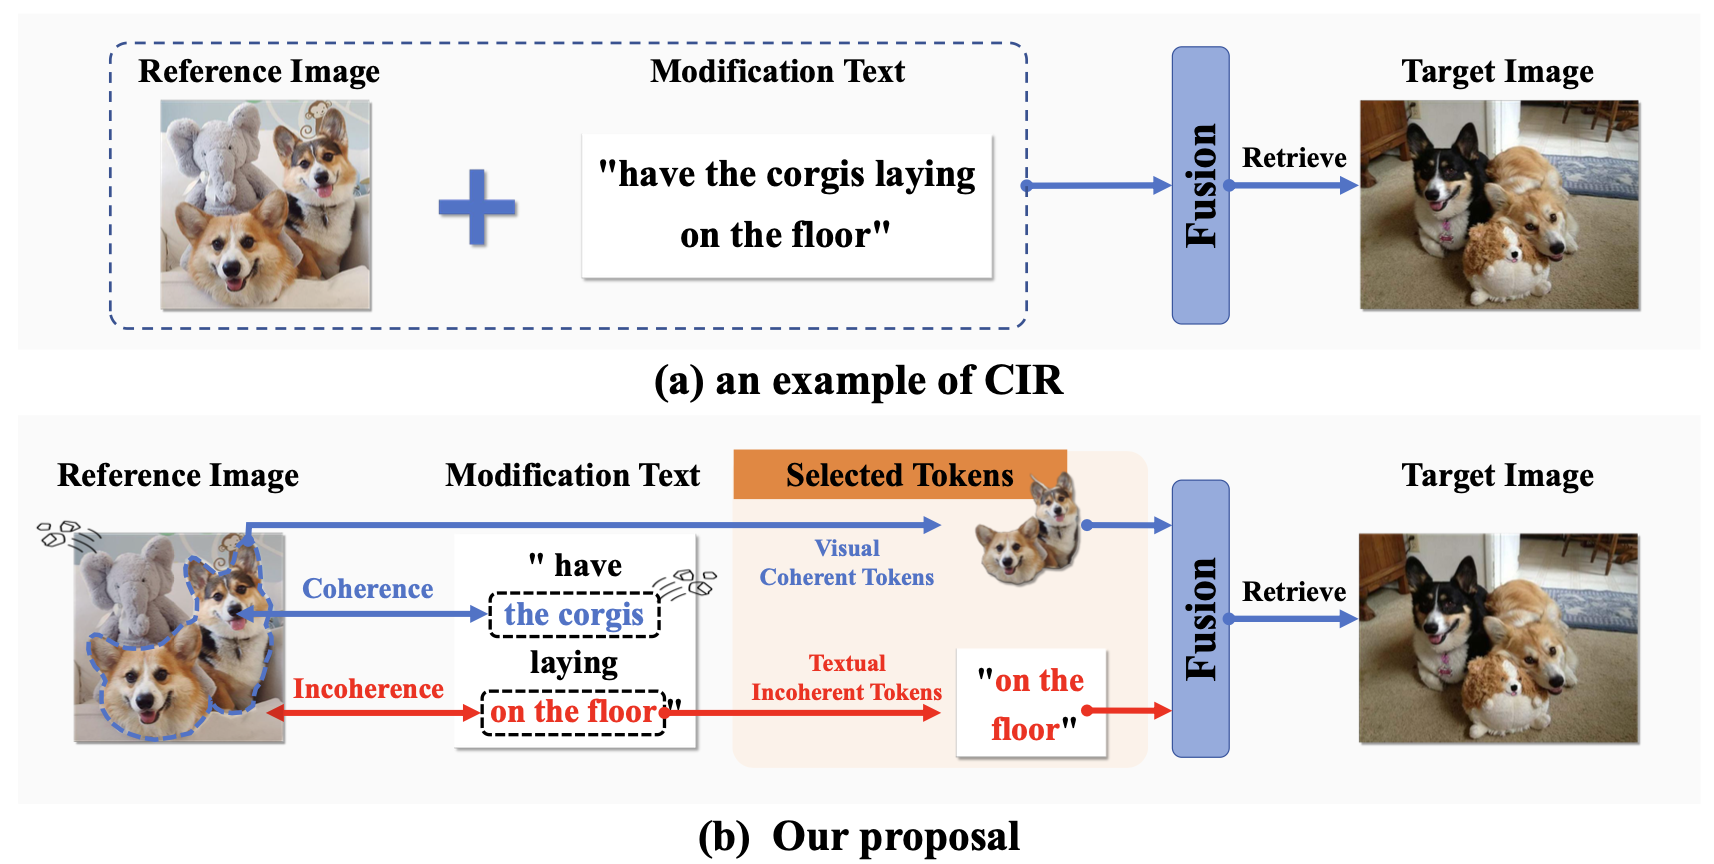 Reference Image
Modification Text
Target Image
"have the corgis laying
on the floor"
Fusion
Retrieve
(a) an example of CIR
Reference Image
Modification Text
Selected Tokens
Target Image
Visual
Coherent Tokens
Coherence
" have
the corgis
laying
on the floor"
Incoherence
Textual
Incoherent Tokens
"on the
floor"
Fusion
Retrieve
(b) Our proposal